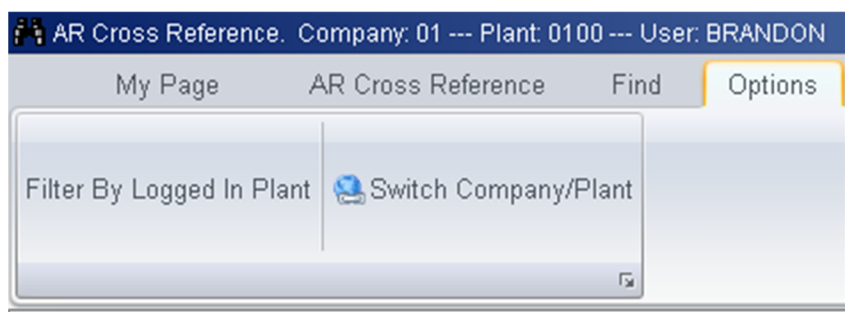 AR Cross Reference. Company: 01 --- Plant: 0100 --- User: BRANDON
My Page AR Cross Reference Find Options
Filter By Logged In Plant Switch Company/Plant